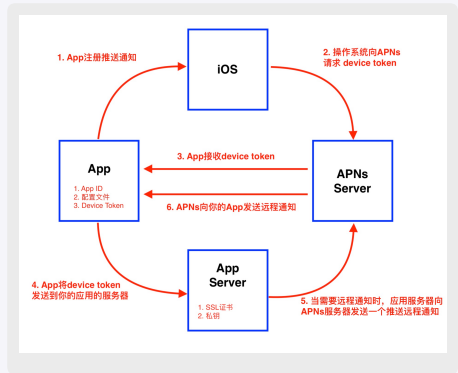 1. App注册推送通知
iOS
2. 操作系统向APNs
请求 device token
App
1. App ID
2. 配置文件
3. Device Token
3. App接收device token
6. APNs向你的App发送远程通知
APNs
Server
4. App将device token
发送到你的应用的服务器
App
Server
1. SSL证书
2. 私钥
5. 当需要远程通知时，应用服务器向
APNs服务器发送一个推送远程通知